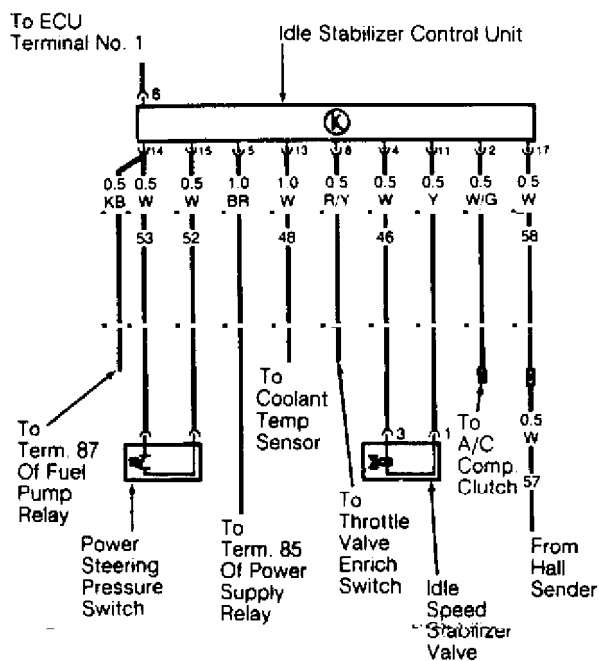 To ECU
Terminal No. 1
Idle Stabilizer Control Unit
6
K
14 15 5 13 8 4 11 2 17
0.5 0.5 0.5 1.0 1.0 0.5 0.5 0.5 0.5 0.5
KB W W BR W R/Y W Y W/G W
53 52 48 46 58
3 1
0.5
W
57
To
Term. 87
Of Fuel
Pump
Relay
Power
Steering
Pressure
Switch
To
Term. 85
Of Power
Supply
Relay
To
Coolant
Temp
Sensor
To
Throttle
Valve
Enrich
Switch
Idle
Speed
Stabilizer
Valve
To
A/C
Comp.
Clutch
From
Hall
Sender